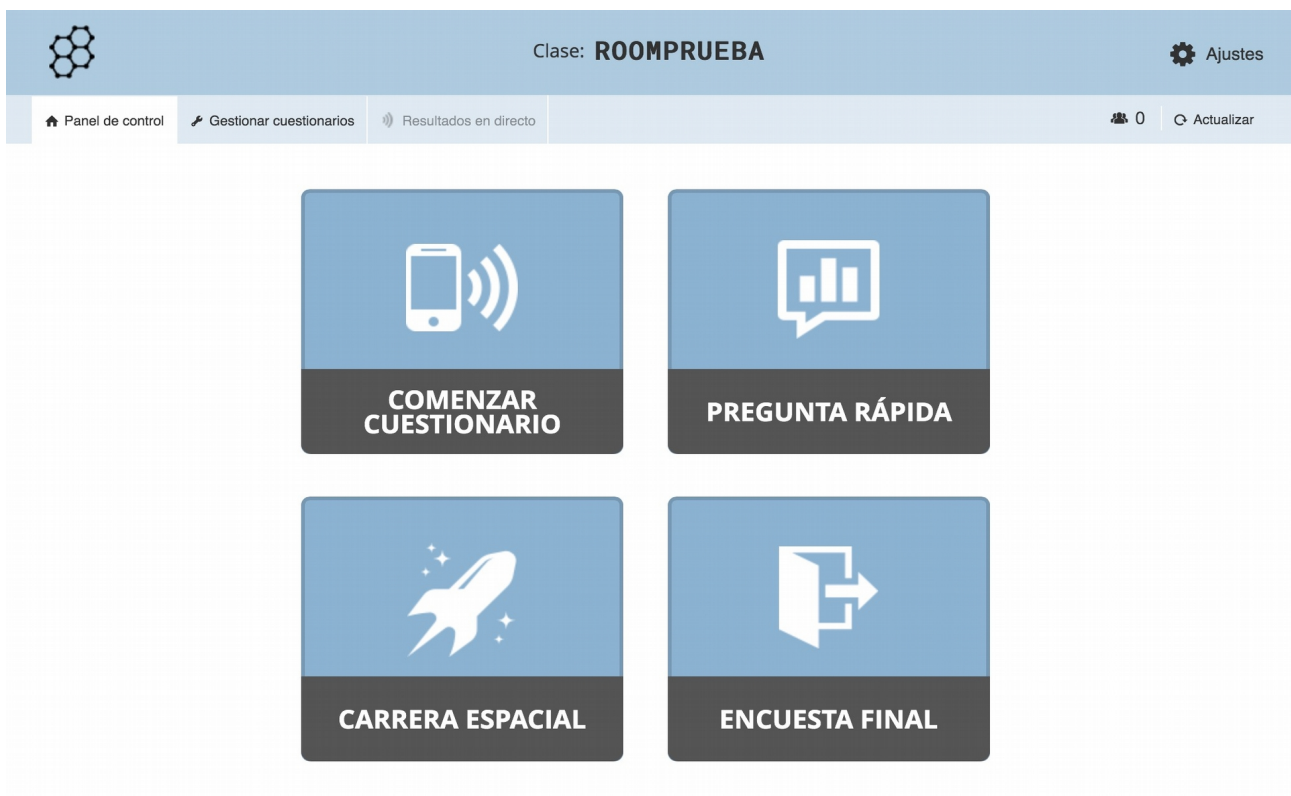 Clase: ROOMPRUEBA
Ajustes
Panel de control
Gestionar cuestionarios
Resultados en directo
0
Actualizar
COMENZAR
CUESTIONARIO
PREGUNTA RÁPIDA
CARRERA ESPACIAL
ENCUESTA FINAL